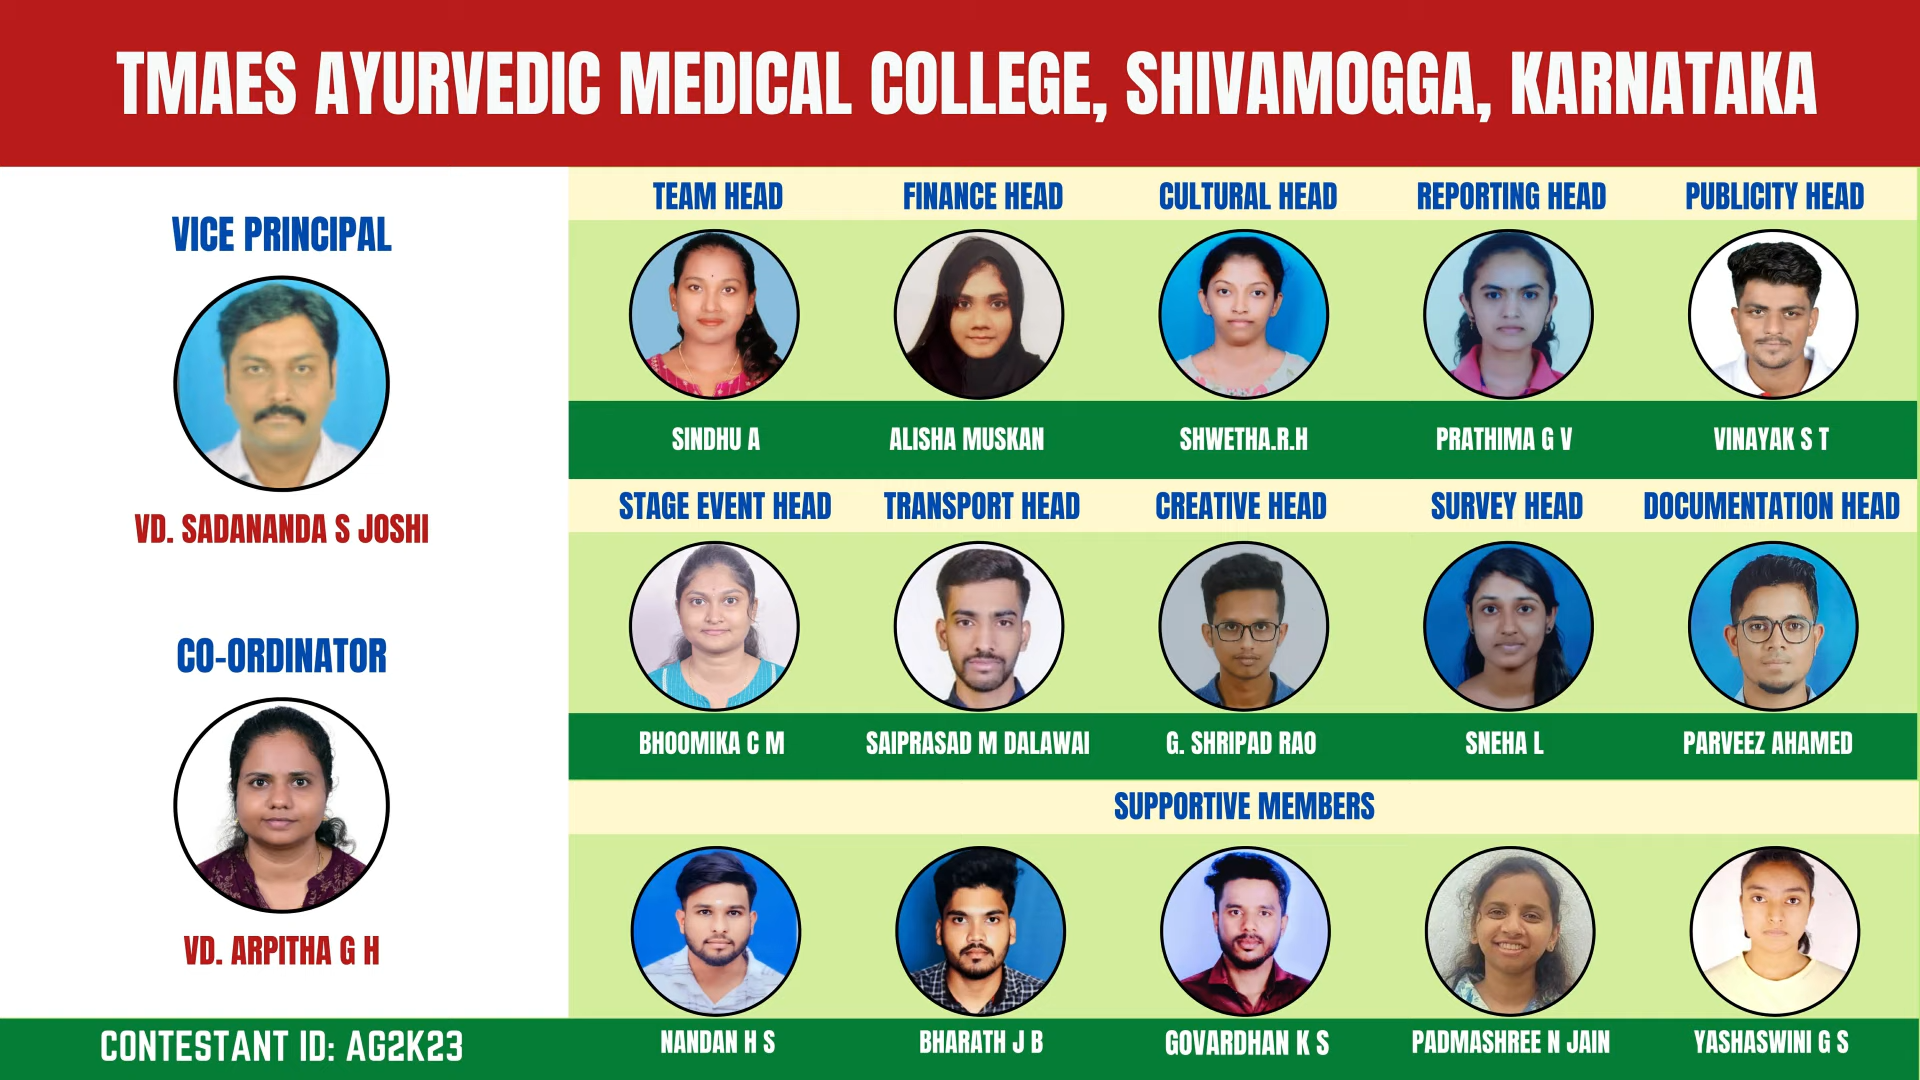 TMAES AYURVEDIC MEDICAL COLLEGE, SHIVAMOGGA, KARNATAKA
VICE PRINCIPAL
VD. SADANANDA S JOSHI
CO-ORDINATOR
VD. ARPITHA G H
CONTESTANT ID: AG2K23
TEAM HEAD FINANCE HEAD CULTURAL HEAD REPORTING HEAD PUBLICITY HEAD
SINDHU A ALISHA MUSKAN SHWETHA.R.H PRATHIMA G V VINAYAK S T
STAGE EVENT HEAD TRANSPORT HEAD CREATIVE HEAD SURVEY HEAD DOCUMENTATION HEAD
BHOOMIKA C M SAIPRASAD M DALAWAI G. SHRIPAD RAO SNEHA L PARVEEZ AHAMED
SUPPORTIVE MEMBERS
NANDAN H S BHARATH J B GOVARDHAN K S PADMASHREE N JAIN YASHASWINI G S